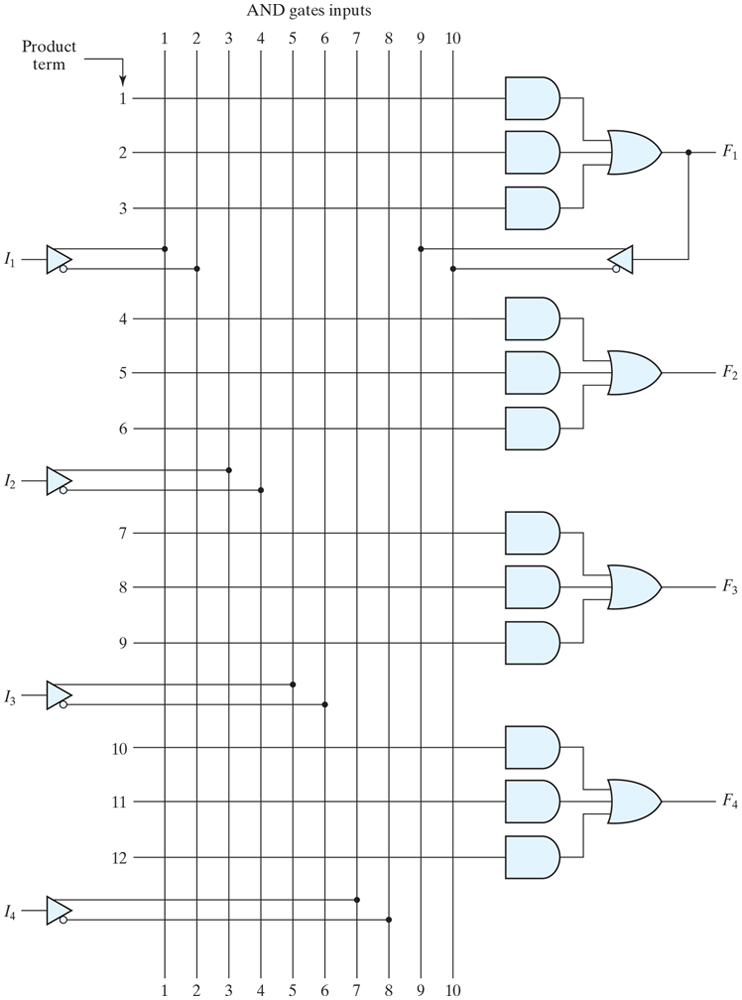 AND gates inputs
1 2 3 4 5 6 7 8 9 10
Product
term
1
2
3
F1
I1
4
5
6
F2
I2
7
8
9
F3
I3
10
11
12
F4
I4
1 2 3 4 5 6 7 8 9 10